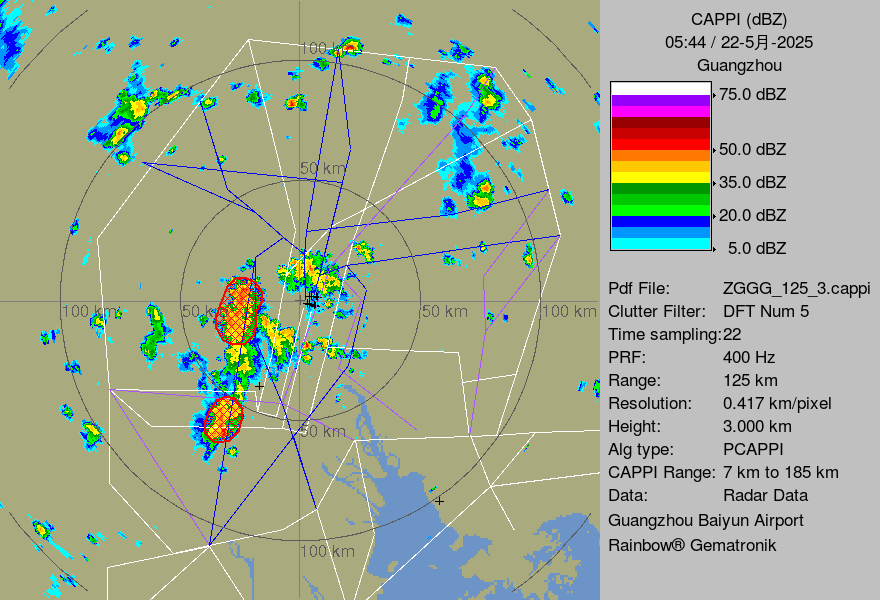 CAPPI (dBZ)
05:44 / 22-5月-2025
Guangzhou
75.0 dBZ
50.0 dBZ
35.0 dBZ
20.0 dBZ
5.0 dBZ
Pdf File: ZGGG_125_3.cappi
Clutter Filter: DFT Num 5
Time sampling:22
PRF: 400 Hz
Range: 125 km
Resolution: 0.417 km/pixel
Height: 3.000 km
Alg type: PCAPPI
CAPPI Range: 7 km to 185 km
Data: Radar Data
Guangzhou Baiyun Airport
Rainbow® Gematronik
100 km
50 km
100 km
50 km
50 km
100 km
50 km
100 km